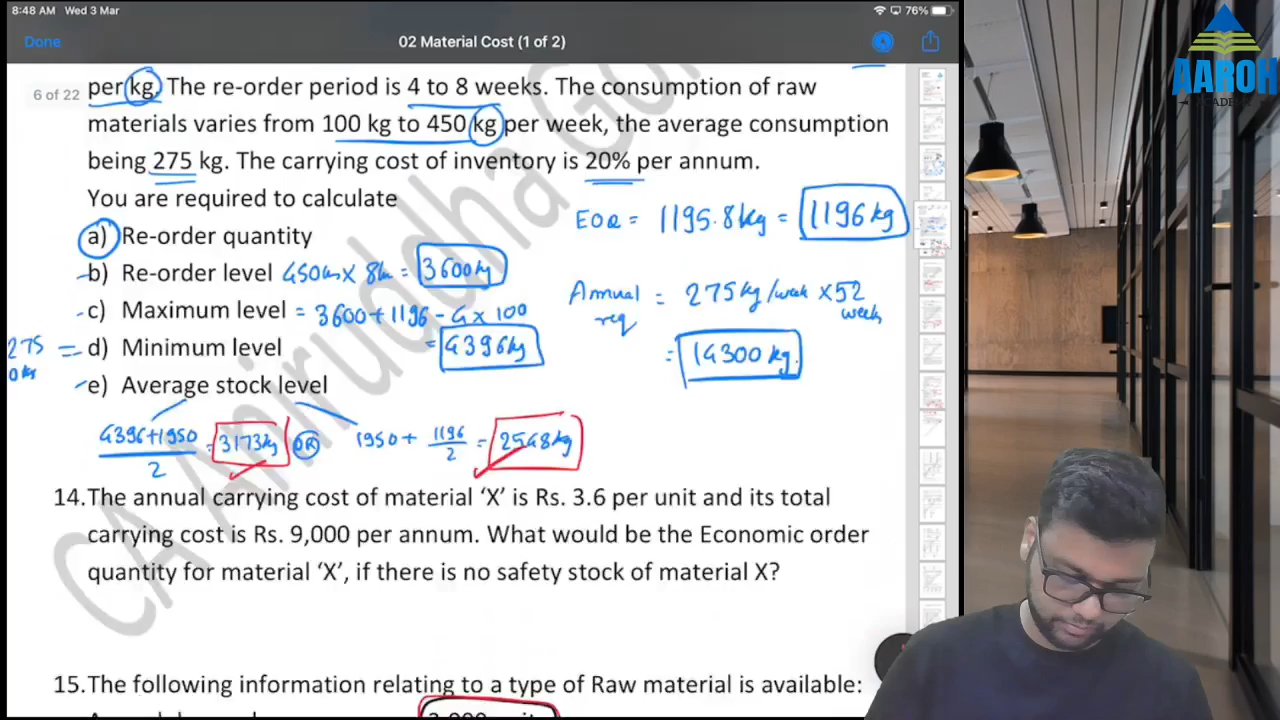 8:48 AM Wed 3 Mar
76%
Done
02 Material Cost (1 of 2)
6 of 22
per kg. The re-order period is 4 to 8 weeks. The consumption of raw
materials varies from 100 kg to 450 kg per week, the average consumption
being 275 kg. The carrying cost of inventory is 20% per annum.
You are required to calculate
EOQ = 1195.8kg = 1196 kg
a) Re-order quantity
b) Re-order level 450 × 8 = 3600kg
Annual req = 275 kg/week × 52 weeks
c) Maximum level = 3600 + 1196 - 4 × 100
= 4396kg
= 14300 kg.
275
d) Minimum level
e) Average stock level
4396+1950
2
= 3173kg OR 1950 + 1196
2
= 2548kg
14. The annual carrying cost of material ‘X’ is Rs. 3.6 per unit and its total
carrying cost is Rs. 9,000 per annum. What would be the Economic order
quantity for material ‘X’, if there is no safety stock of material X?
15. The following information relating to a type of Raw material is available:
AAROH